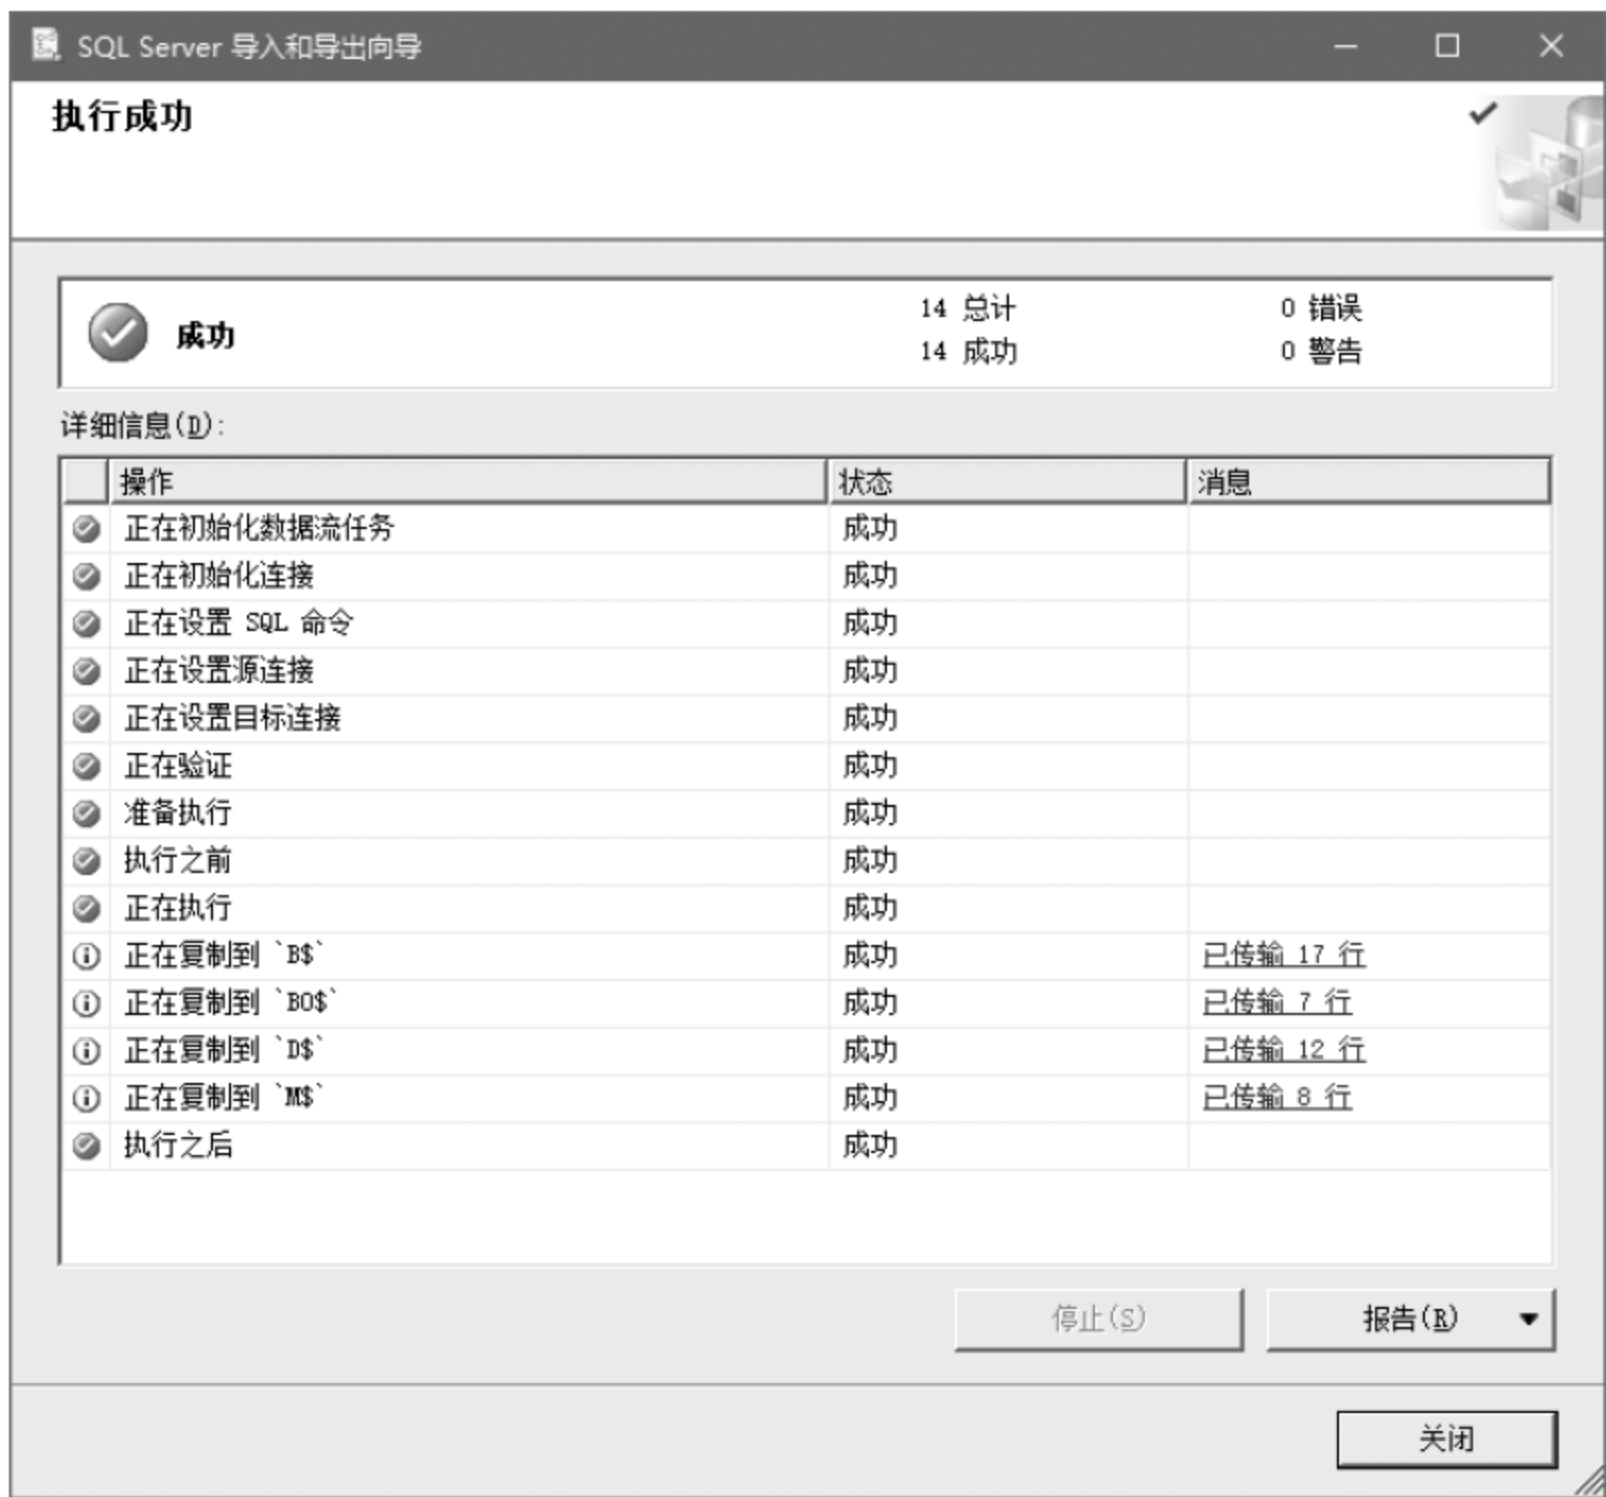 SQL Server 导入和导出向导
执行成功
成功
14 总计
0 错误
14 成功
0 警告
详细信息(D):
操作 状态 消息
正在初始化数据流任务 成功
正在初始化连接 成功
正在设置 SQL 命令 成功
正在设置源连接 成功
正在设置目标连接 成功
正在验证 成功
准备执行 成功
执行之前 成功
正在执行 成功
正在复制到 `B$` 成功 已传输 17 行
正在复制到 `BO$` 成功 已传输 7 行
正在复制到 `D$` 成功 已传输 12 行
正在复制到 `M$` 成功 已传输 8 行
执行之后 成功
停止(S) 报告(R)
关闭